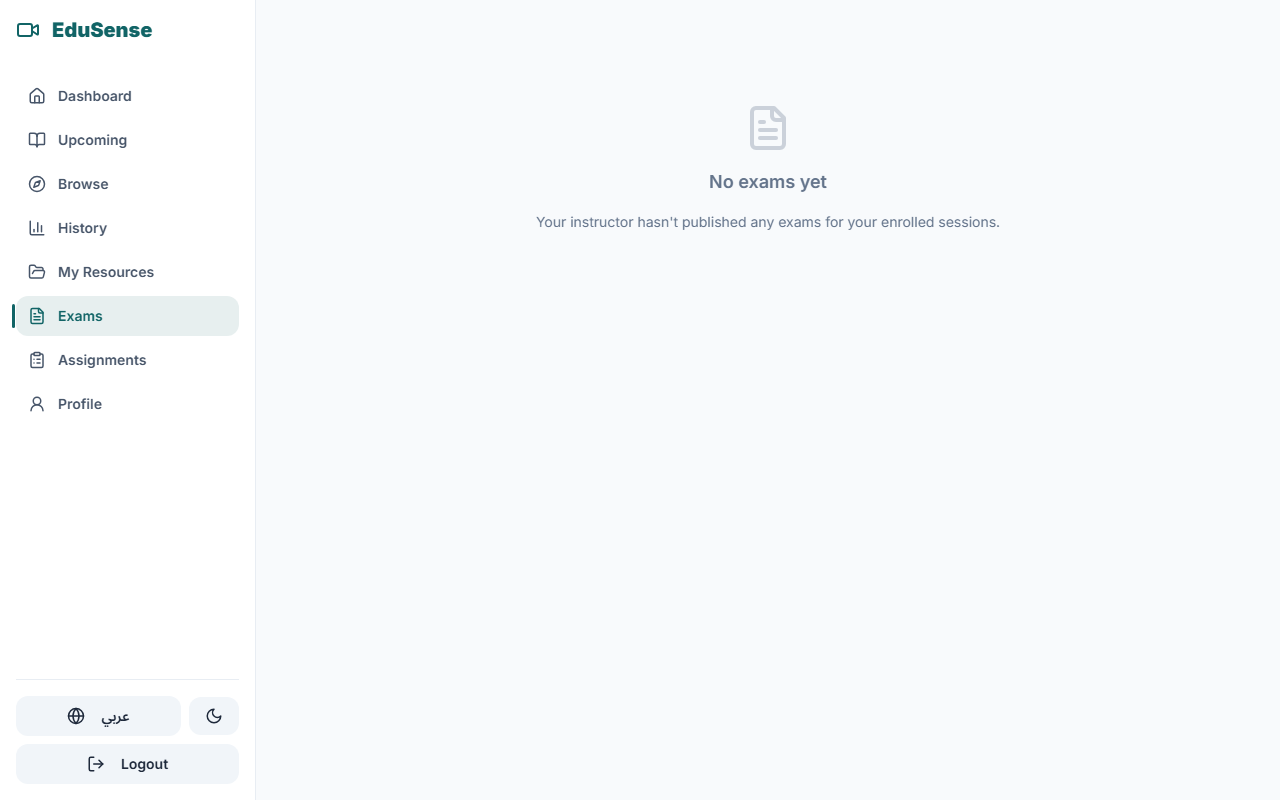 EduSense
Dashboard
Upcoming
Browse
History
My Resources
Exams
Assignments
Profile
عربي
Logout
No exams yet
Your instructor hasn't published any exams for your enrolled sessions.